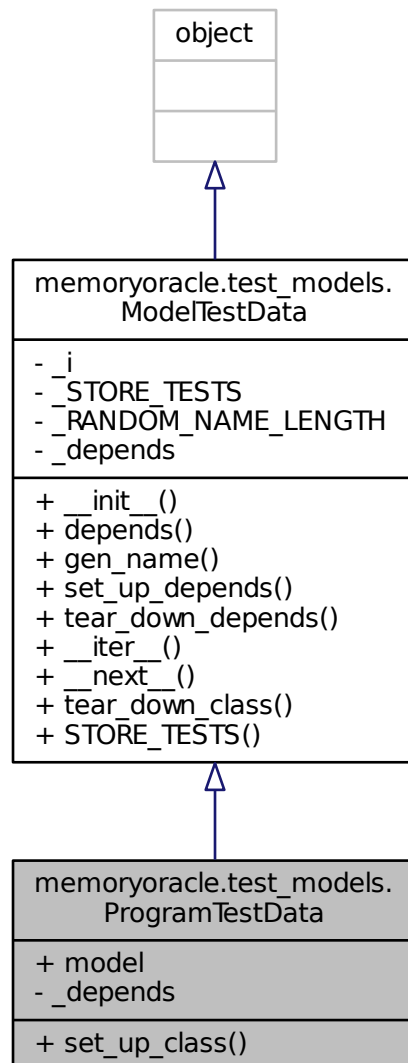 object
memoryoracle.test_models.
ModelTestData
- _i
- _STORE_TESTS
- _RANDOM_NAME_LENGTH
- _depends
+ __init__()
+ depends()
+ gen_name()
+ set_up_depends()
+ tear_down_depends()
+ __iter__()
+ __next__()
+ tear_down_class()
+ STORE_TESTS()
memoryoracle.test_models.
ProgramTestData
+ model
- _depends
+ set_up_class()